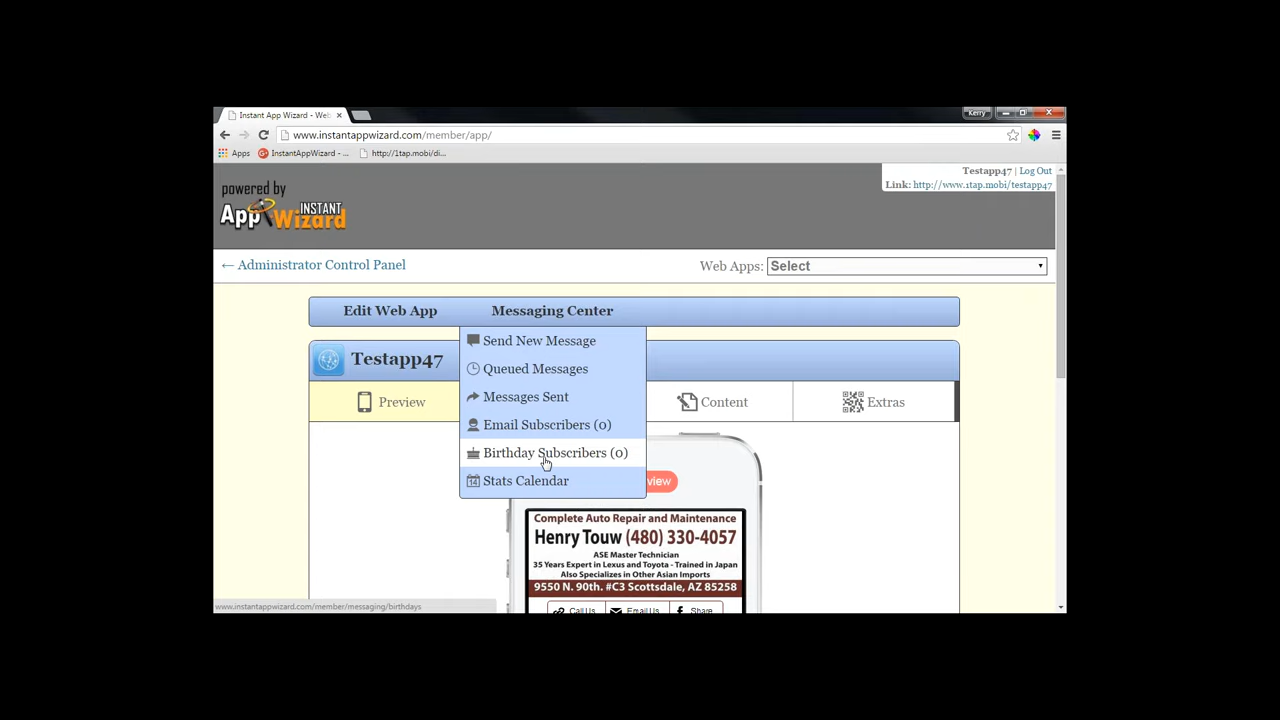 Instant App Wizard - Web
Kerry
www.instantappwizard.com/member/app/
Apps InstantAppWizard - ... http://1tap.mobi/di...
Testapp47 | Log Out
Link: http://www.1tap.mobi/testapp47
powered by
INSTANT
App Wizard
← Administrator Control Panel
Web Apps: Select
Edit Web App Messaging Center
Send New Message
Queued Messages
Messages Sent
Email Subscribers (0)
Birthday Subscribers (0)
14 Stats Calendar
Testapp47
Preview Content Extras
view
Complete Auto Repair and Maintenance
Henry Touw (480) 330-4057
ASE Master Technician
35 Years Expert in Lexus and Toyota - Trained in Japan
Also Specializes in Other Asian Imports
9550 N. 90th. #C3 Scottsdale, AZ 85258
Call Us Email Us Share
www.instantappwizard.com/member/messaging/birthdays